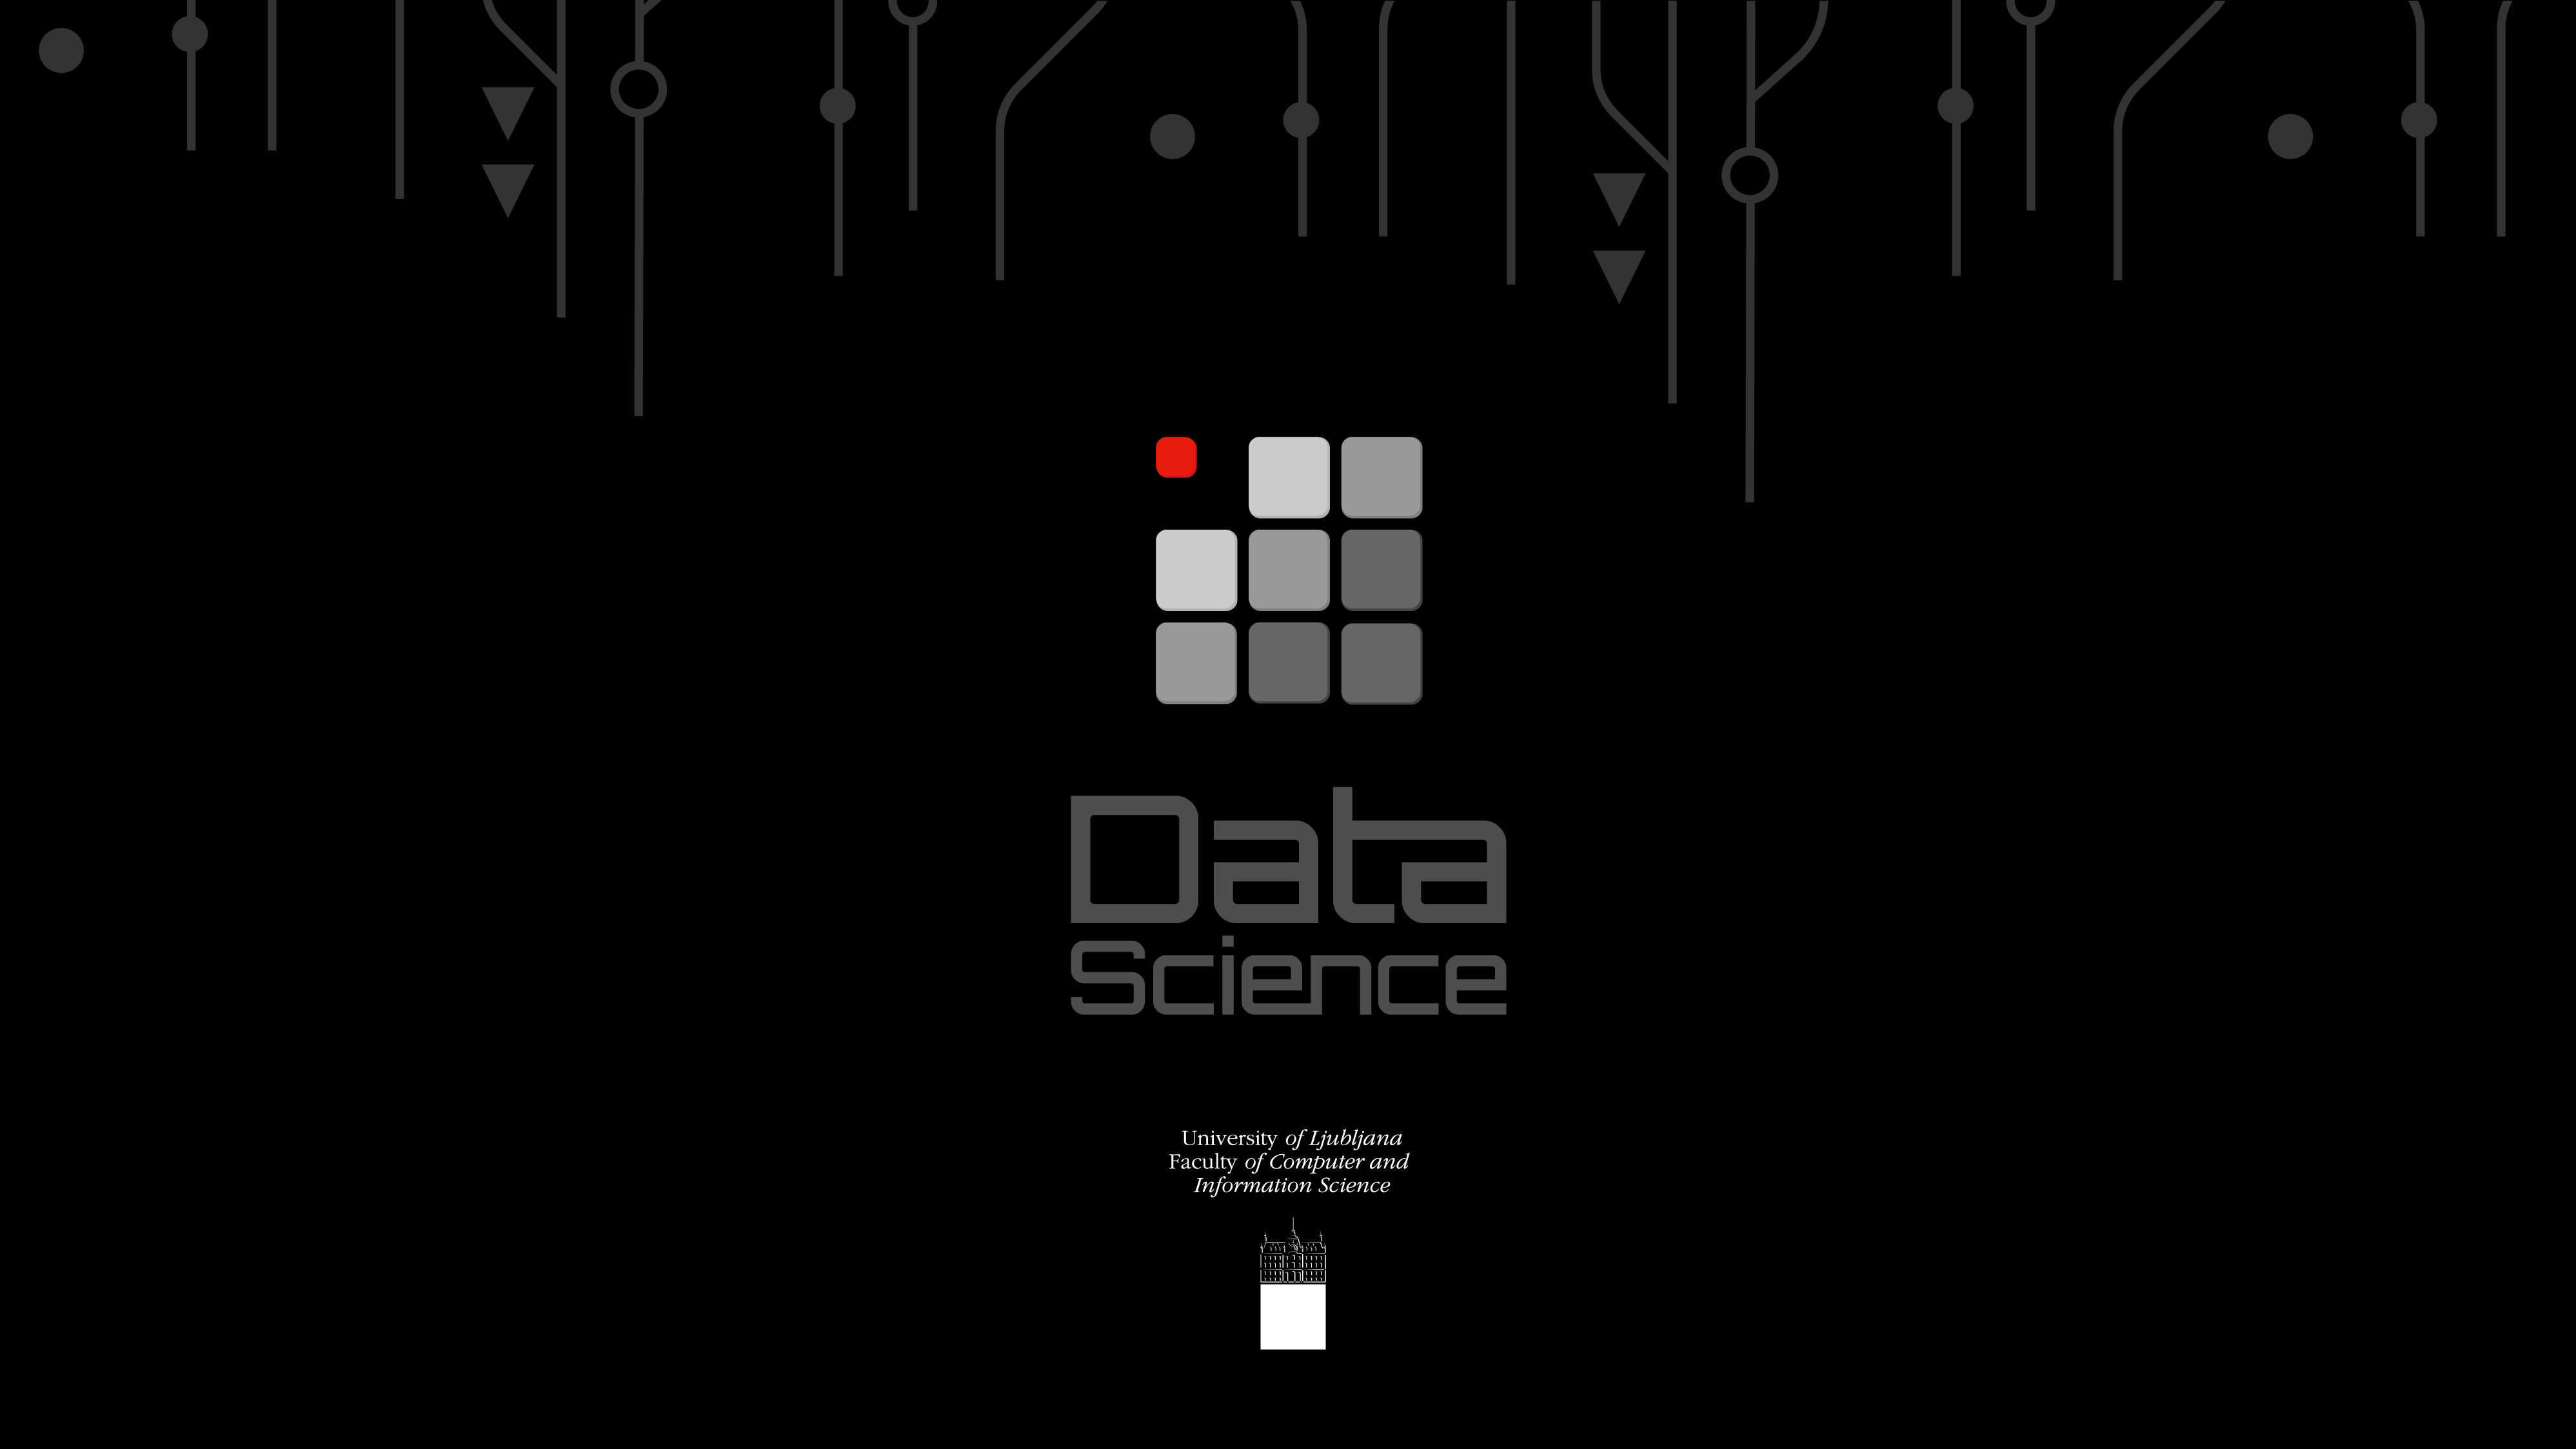 Data
Science
University of Ljubljana
Faculty of Computer and
Information Science